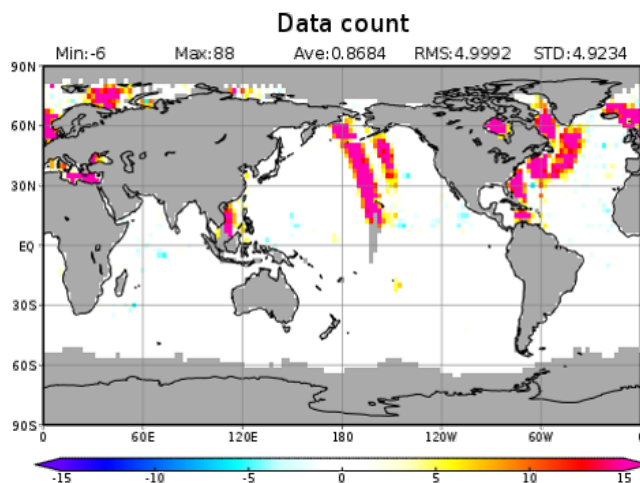 Data count
Min:-6 Max:88 Ave:0.8684 RMS:4.9992 STD:4.9234
90N
60N
30N
EQ
30S
60S
90S
0 60E 120E 180 120W 60W
-15 -10 -5 0 5 10 15